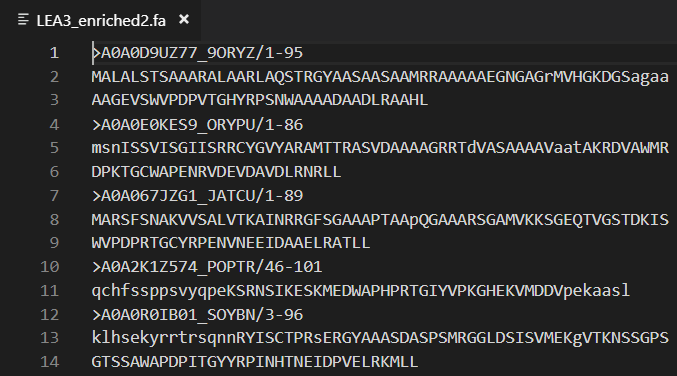 LEA3_enriched2.fa
1 >A0A0D9UZ77_9ORYZ/1-95
2 MALALSTSAAARALAARLAQSTRGYAASAASAAMRRAAAAAEGNGAGrMVHGKDGSagaa
3 AAGEVSWVPDPVTGHYRPSNWAAAADAADLRAAHL
4 >A0A0E0KES9_ORYPU/1-86
5 msnISSVISGIISRRCYGVYARAMTTRASVDAAAAGRRTdVASAAAAVaatAKRDVAWMR
6 DPKTGCWAPENRVDEVDAVDLRNRLL
7 >A0A067JZG1_JATCU/1-89
8 MARSFSNAKVVSALVTKAINRRGFSGAAAPTAApQGAAARSGAMVKKSGEQTVGSTDKIS
9 WVPDPRTGCYRPENVNEEIDAAELRATLL
10 >A0A2K1Z574_POPTR/46-101
11 qchfssppsvyqpeKSRNSIKESKMEDWAPHPRTGIYVPKGHEKVMDDVpekaasl
12 >A0A0R0IB01_SOYBN/3-96
13 klhsekyrrtrsqnnRYISCTPRsERGYAAASDASPSMRGGLDSISVMEKgVTKNSSGPS
14 GTSSAWAPDPITGYYRPINHTNEIDPVELRKMLL